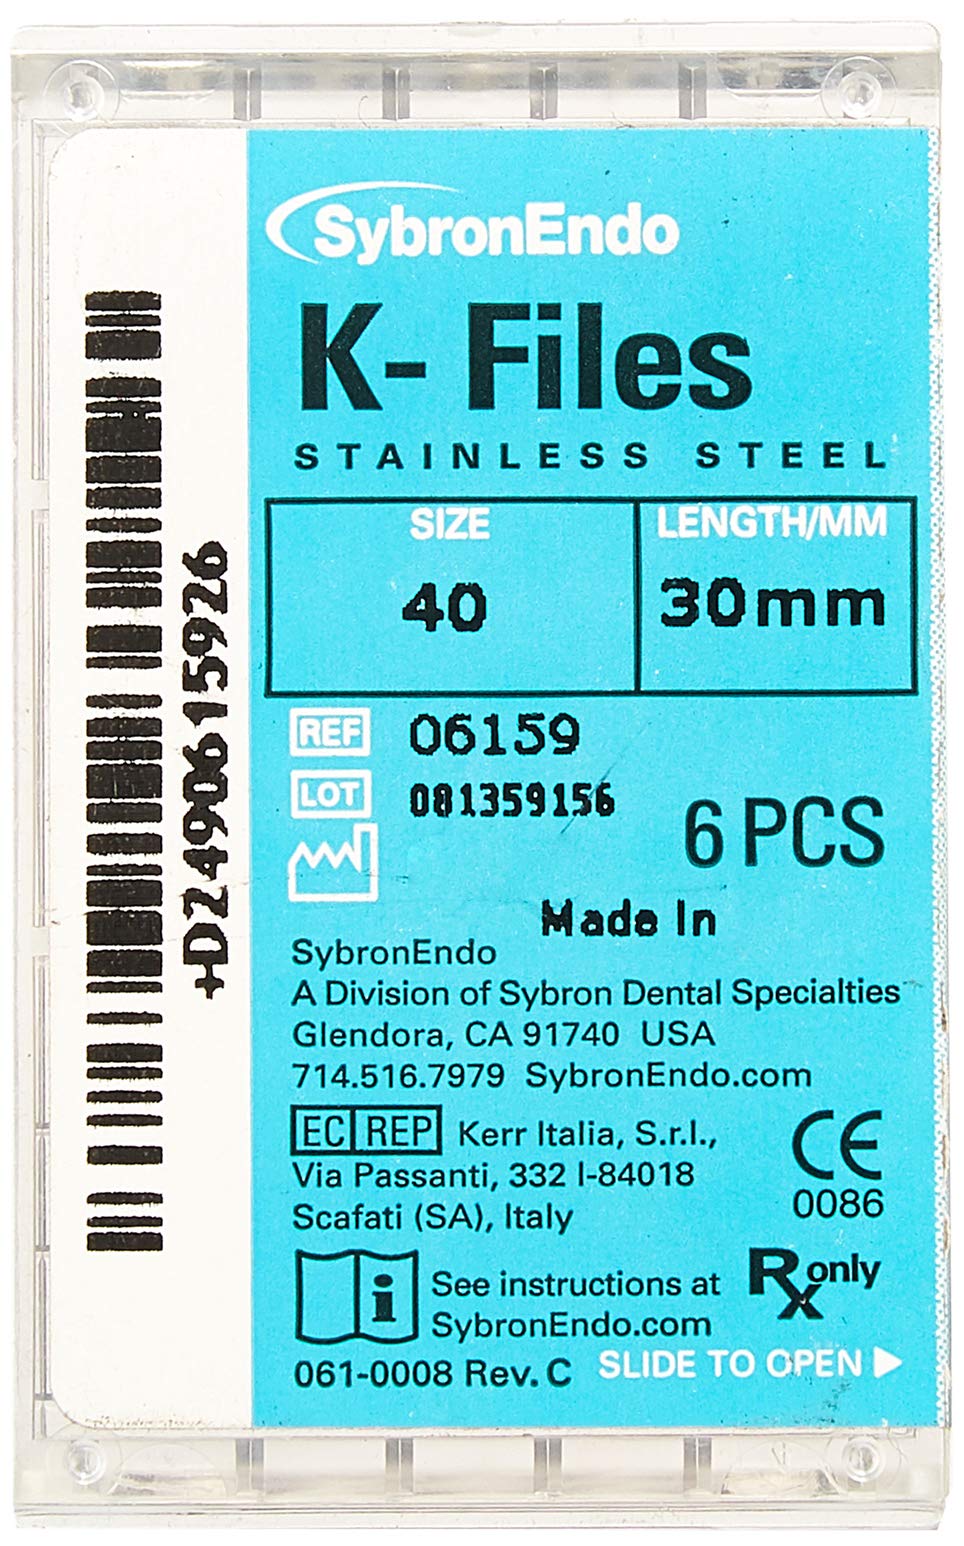 SybronEndo
K- Files
STAINLESS STEEL
SIZE
40
LENGTH/MM
30mm
REF 06159
LOT 081359156
6 PCS
Made In
SybronEndo
A Division of Sybron Dental Specialties
Glendora, CA 91740 USA
714.516.7979 SybronEndo.com
EC REP Kerr Italia, S.r.l.,
Via Passanti, 332 I-84018
Scafati (SA), Italy
CE
0086
See instructions at
SybronEndo.com
Rx only
061-0008 Rev. C
SLIDE TO OPEN
+D2490615926